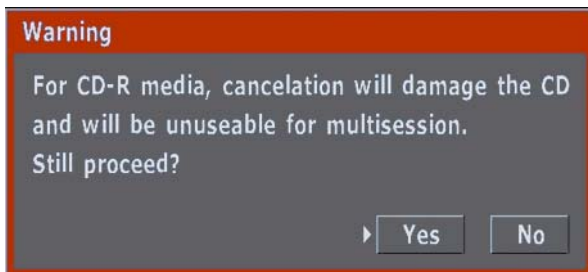 Warning
For CD-R media, cancelation will damage the CD
and will be unuseable for multisession.
Still proceed?
Yes No